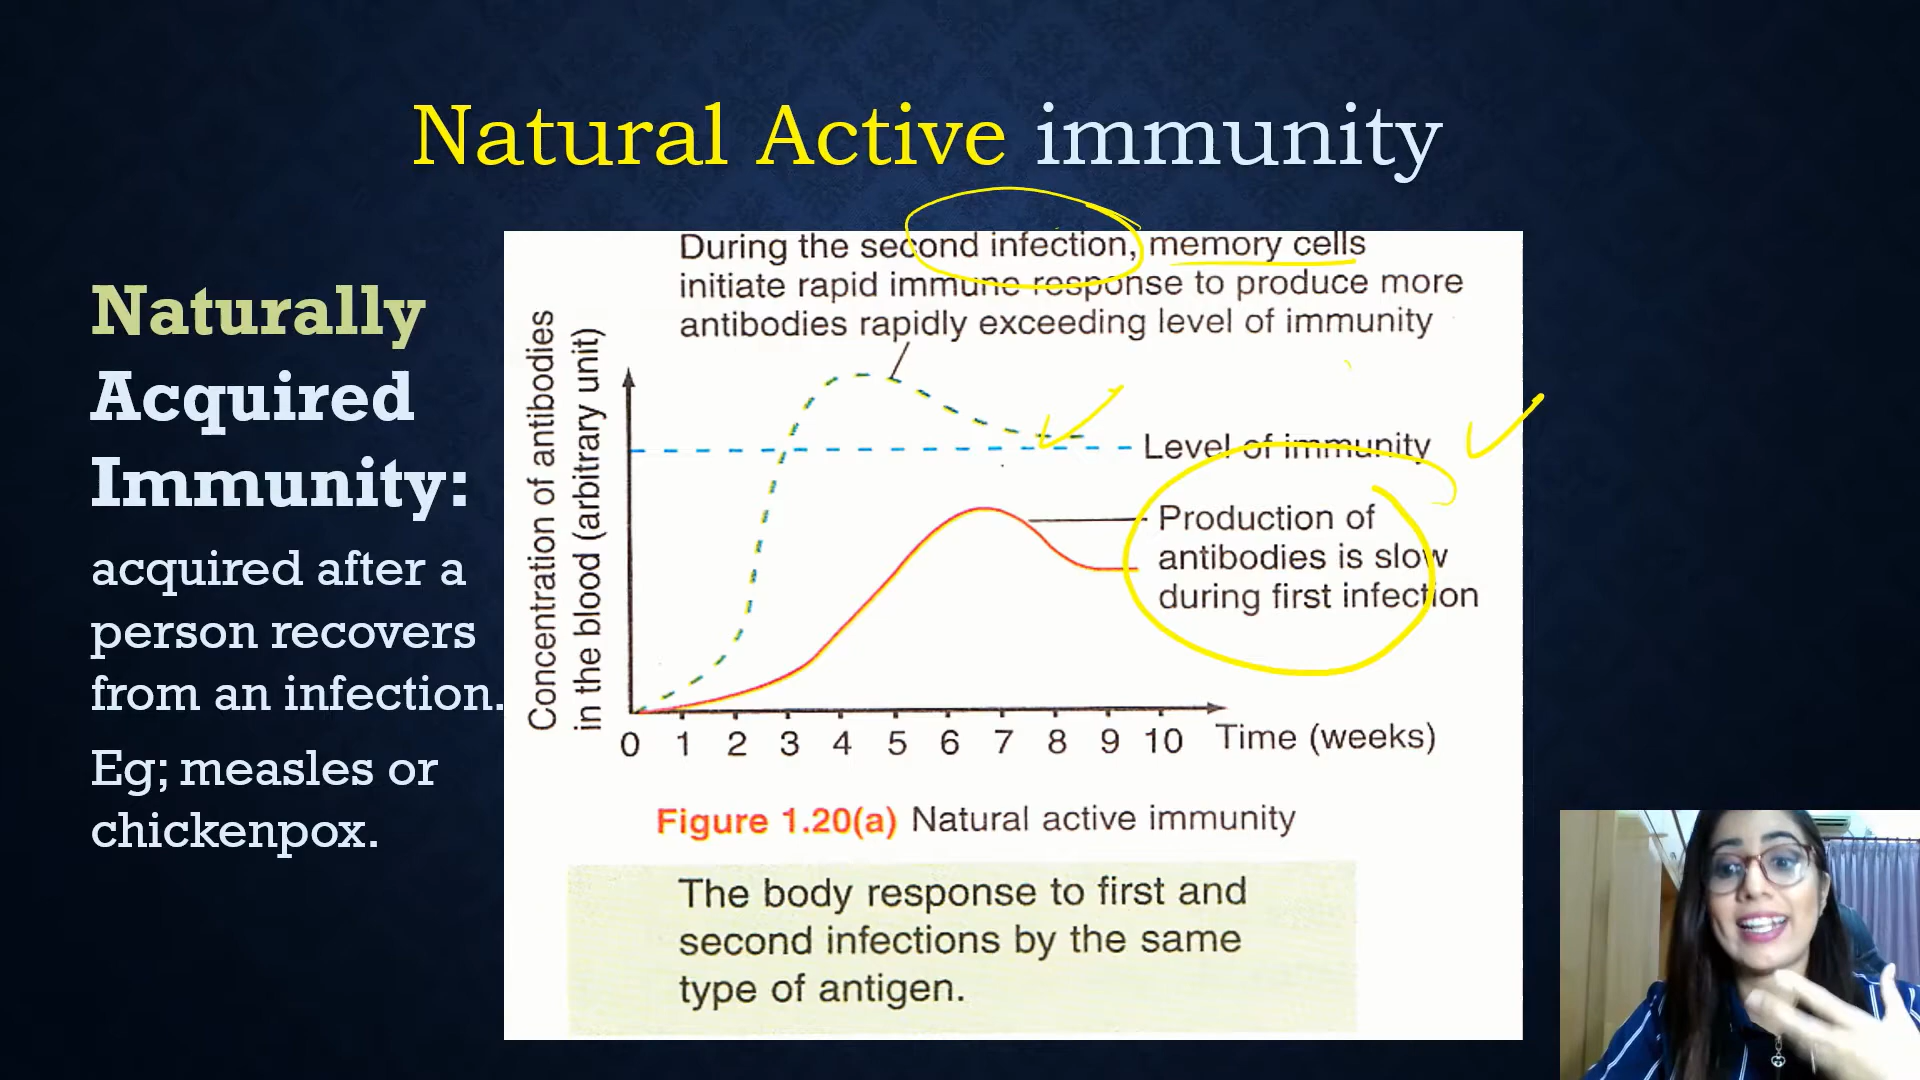 Natural Active immunity
Naturally
Acquired
Immunity:
acquired after a
person recovers
from an infection.
Eg; measles or
chickenpox.
During the second infection, memory cells
initiate rapid immune response to produce more
antibodies rapidly exceeding level of immunity
Concentration of antibodies
in the blood (arbitrary unit)
Level of immunity
Production of
antibodies is slow
during first infection
0 1 2 3 4 5 6 7 8 9 10 Time (weeks)
Figure 1.20(a) Natural active immunity
The body response to first and
second infections by the same
type of antigen.